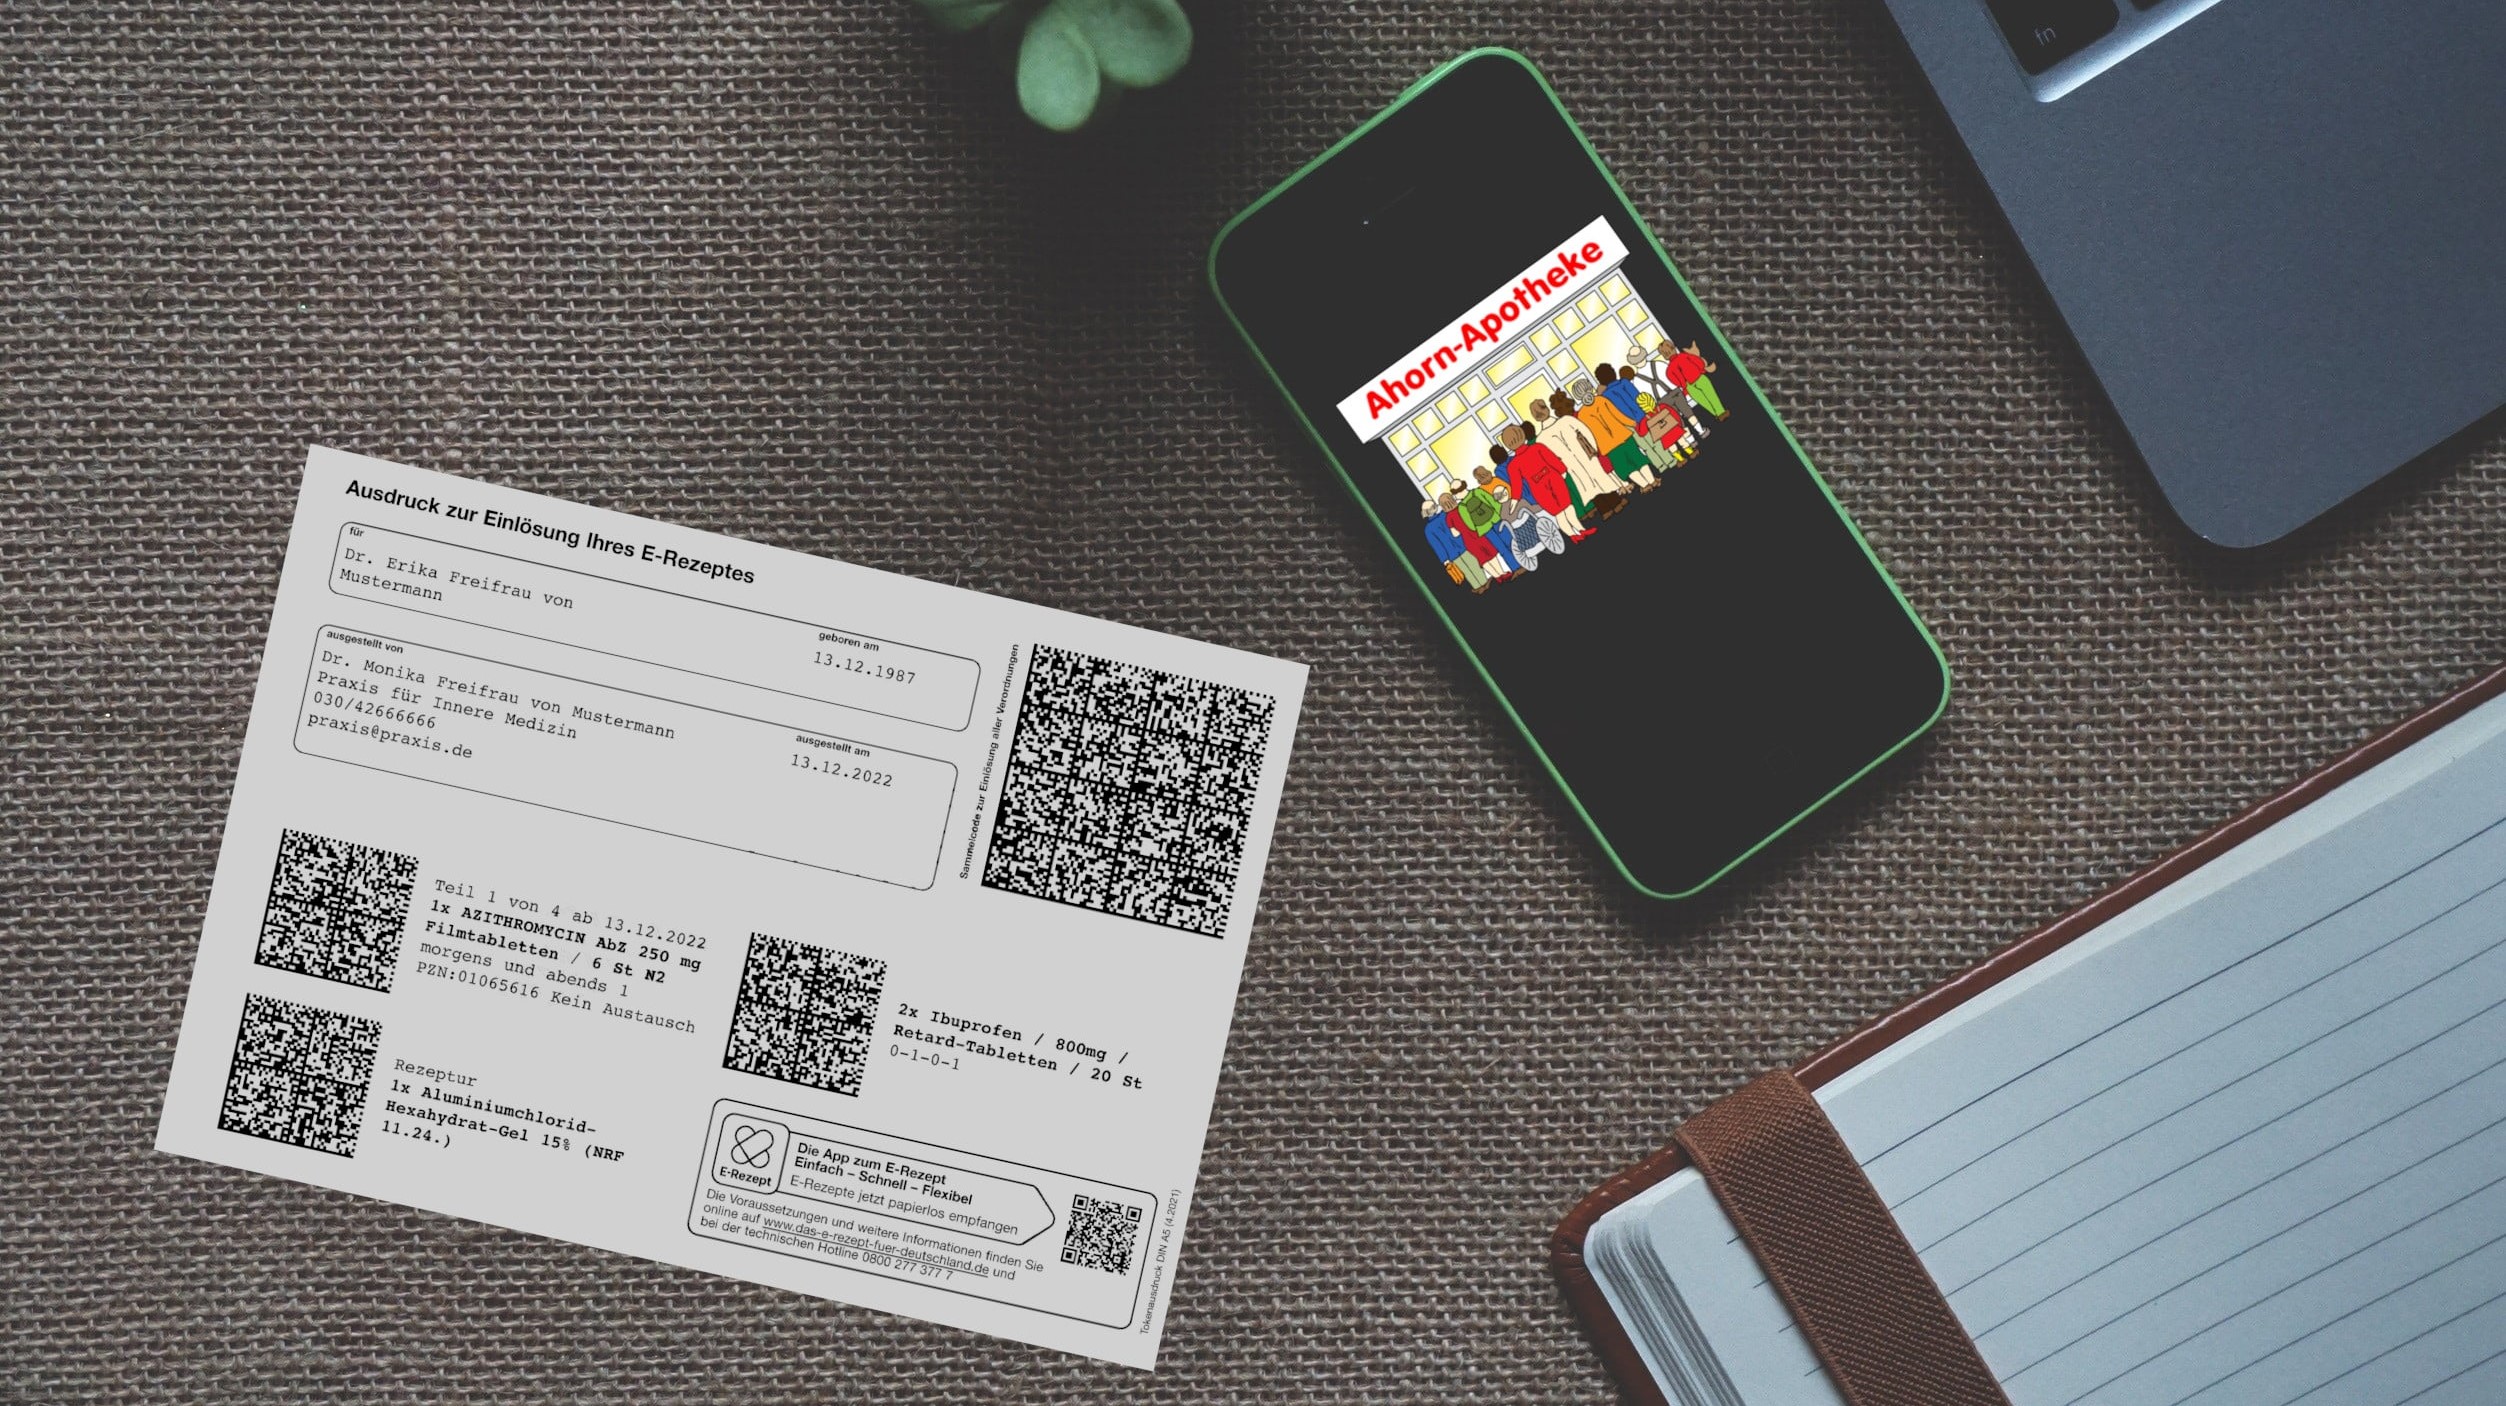 fn
Ahorn-Apotheke
Ausdruck zur Einlösung Ihres E-Rezeptes
für
Dr. Erika Freifrau von
Mustermann
geboren am
13.12.1987
ausgestellt von
Dr. Monika Freifrau von Mustermann
Praxis für Innere Medizin
030/42666666
praxis@praxis.de
ausgestellt am
13.12.2022
Sammelcode zur Einlösung aller Verordnungen
Teil 1 von 4 ab 13.12.2022
1x AZITHROMYCIN AbZ 250 mg
Filmtabletten / 6 St N2
morgens und abends 1
PZN:01065616 Kein Austausch
2x Ibuprofen / 800mg /
Retard-Tabletten / 20 St
0-1-0-1
Rezeptur
1x Aluminiumchlorid-
Hexahydrat-Gel 15% (NRF
11.24.)
E-Rezept
Die App zum E-Rezept
Einfach – Schnell – Flexibel
E-Rezepte jetzt papierlos empfangen
Die Voraussetzungen und weitere Informationen finden Sie
online auf www.das-e-rezept-fuer-deutschland.de und
bei der technischen Hotline 0800 277 377 7
Tokenausdruck DIN A5 (4.2021)